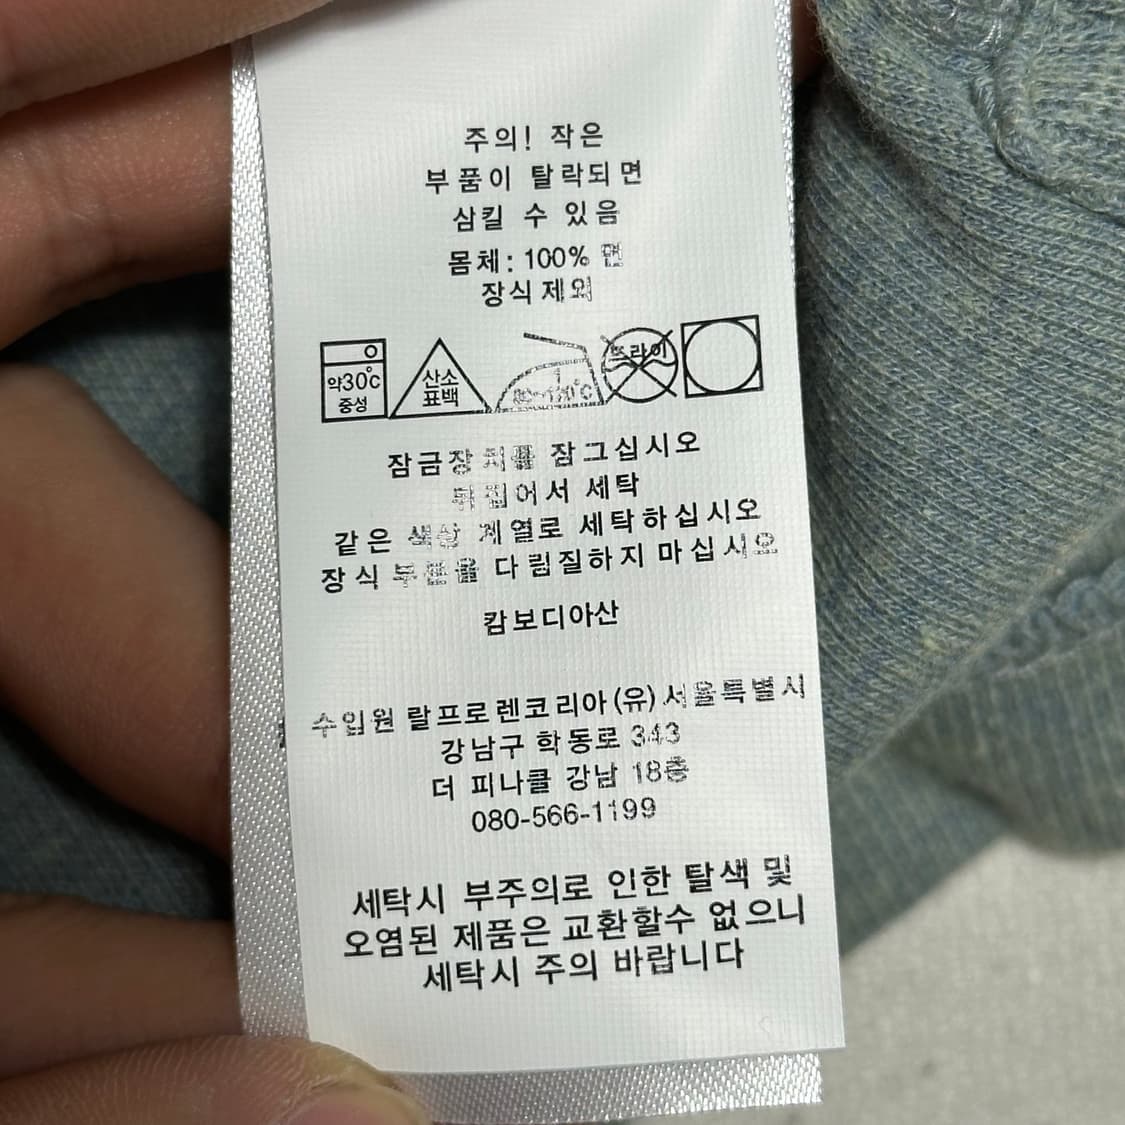 주의! 작은
부품이 탈락되면
삼킬 수 있음
몸체: 100% 면
장식 제외
약30°c
중성
산소
표백
드라이
잠금장치를 잠그십시오
뒤집어서 세탁
같은 색상 계열로 세탁하십시오
장식 부품을 다림질하지 마십시오
캄보디아산
수입원 랄프로렌코리아(유) 서울특별시
강남구 학동로 343
더 피나클 강남 18층
080-566-1199
세탁시 부주의로 인한 탈색 및
오염된 제품은 교환할수 없으니
세탁시 주의 바랍니다